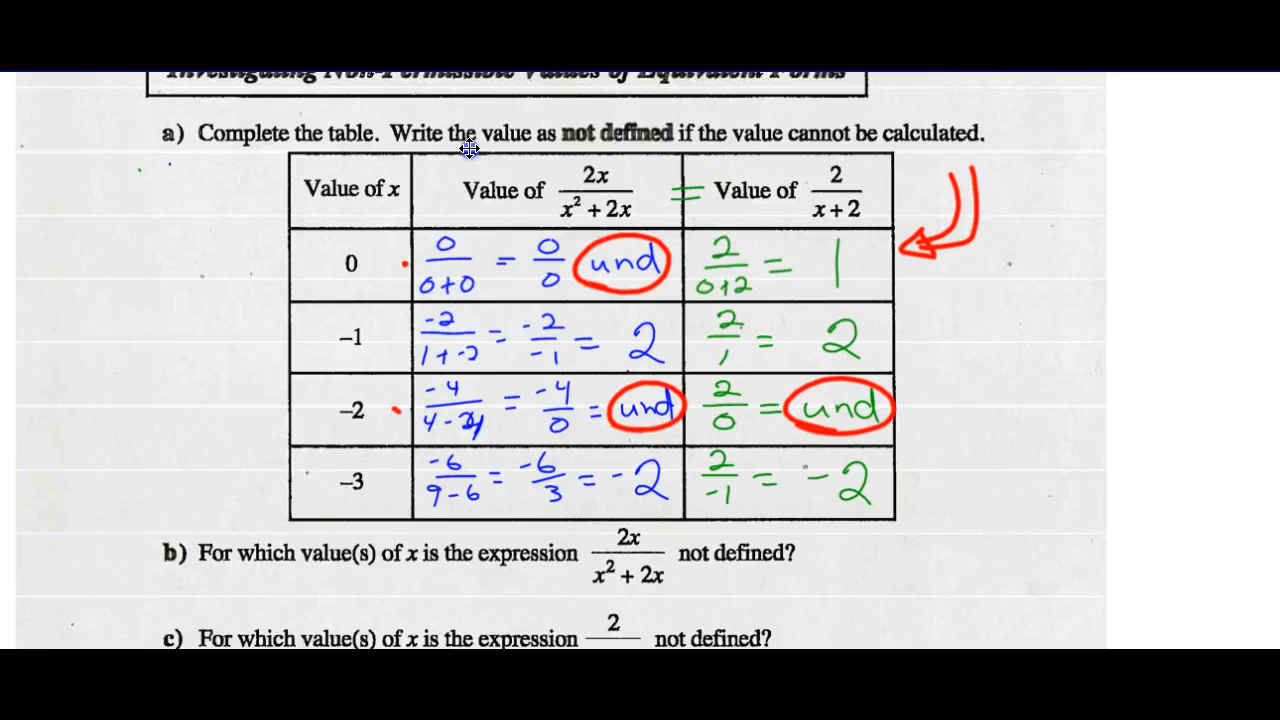 Investigating Non-Permissible Values of Equivalent Forms
a) Complete the table. Write the value as not defined if the value cannot be calculated.
Value of x | Value of 2x/(x² + 2x) = | Value of 2/(x + 2)
0 | 0/(0+0) = 0/0 und | 2/(0+2) = 1
–1 | -2/(1+-2) = -2/-1 = 2 | 2/1 = 2
–2 | -4/(4-4) = -4/0 = und | 2/0 = und
–3 | -6/(9-6) = -6/3 = -2 | 2/-1 = -2
b) For which value(s) of x is the expression 2x/(x² + 2x) not defined?
c) For which value(s) of x is the expression 2/ not defined?